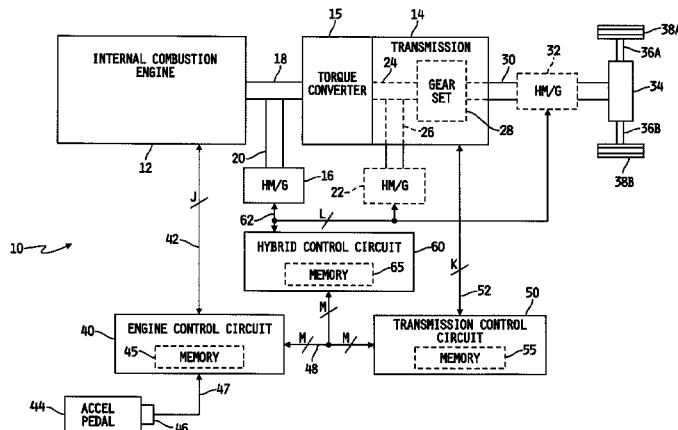 15
14
38A
INTERNAL COMBUSTION
ENGINE
18
TORQUE
CONVERTER
TRANSMISSION
24
GEAR
SET
30
32
HM/G
36A
34
26
28
36B
12
20
16
HM/G
22
HM/G
38B
J
62
L
10
42
HYBRID CONTROL CIRCUIT
60
MEMORY
65
K
52
50
M
40
ENGINE CONTROL CIRCUIT
45
MEMORY
M
48
M
TRANSMISSION CONTROL
CIRCUIT
MEMORY
55
47
44
ACCEL
PEDAL
46